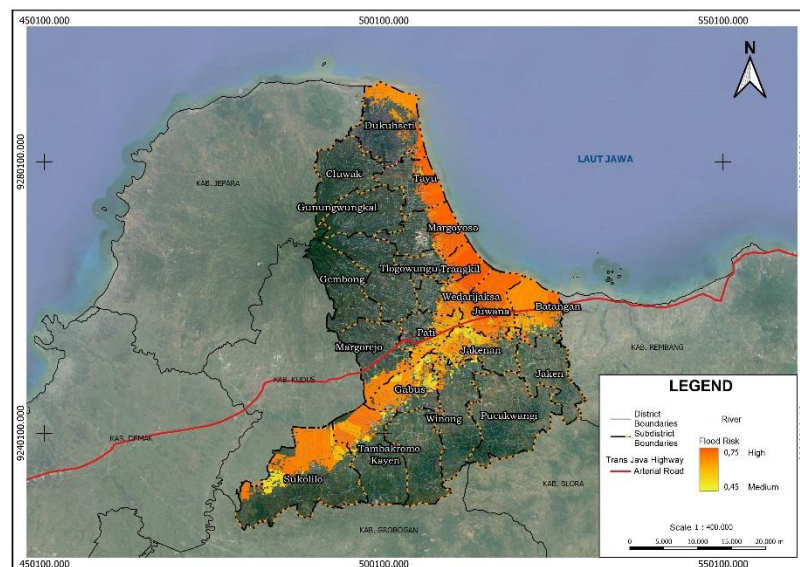 450100.000
500100.000
550100.000
N
9280100.000
9240100.000
LAUT JAWA
KAB. JEPARA
KAB. KUDUS
KAB. DEMAK
KAB. REMBANG
KAB. BLORA
KAB. GROBOGAN
Dukuhseti
Cluwak
Tayu
Gunungwungkal
Margoyoso
Gembong
Tlogowungu
Trangkil
Wedarijaksa
Juwana
Batangan
Pati
Margorejo
Jakenan
Jaken
Gabus
Winong
Pucakwangi
Tambakromo
Kayen
Sukolilo
LEGEND
District
Boundaries
Subdistrict
Boundaries
Trans Java Highway
Arterial Road
River
Flood Risk
0,75 High
0,45 Medium
Scale 1 : 400.000
0 5.000 10.000 15.000 20.000 m
450100.000
500100.000
550100.000